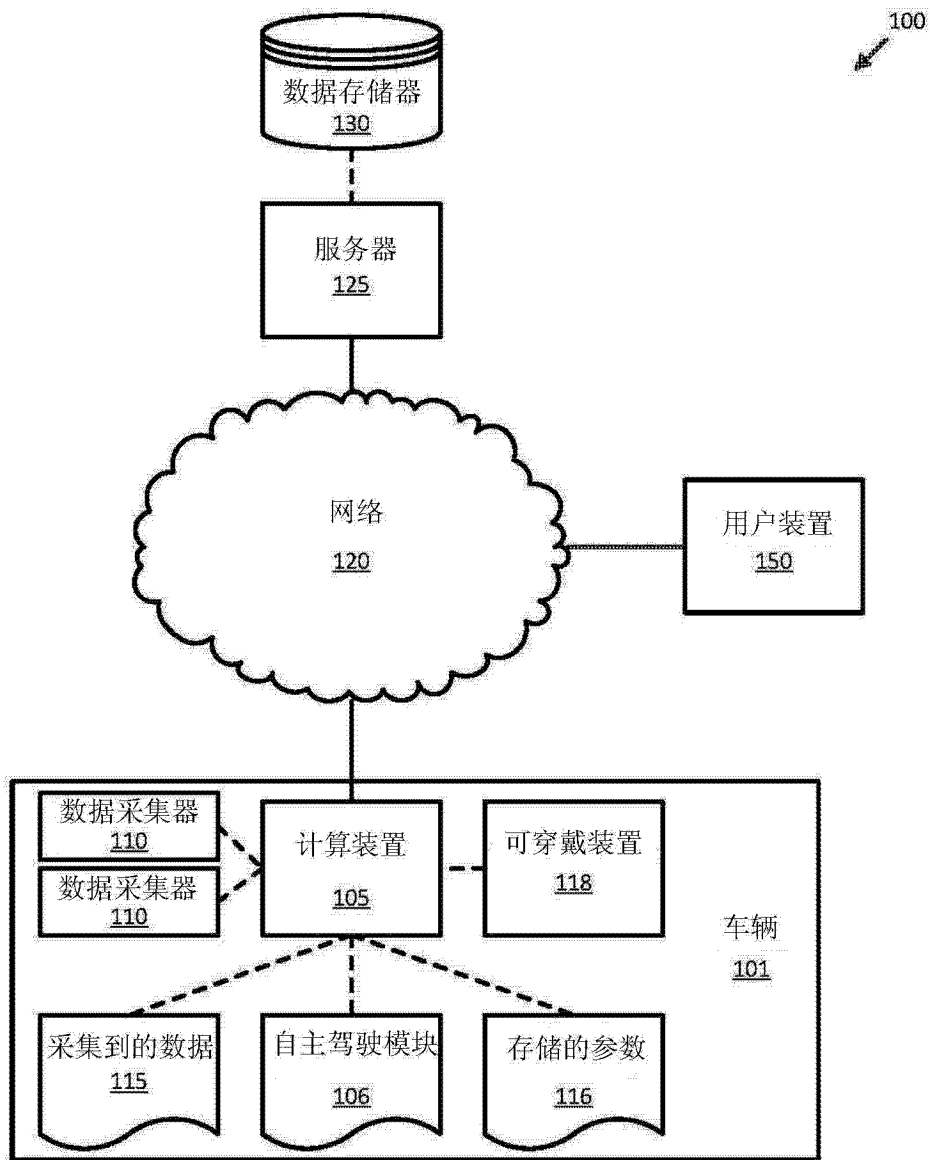 100
数据存储器
130
服务器
125
网络
120
用户装置
150
数据采集器
110
数据采集器
110
计算装置
105
可穿戴装置
118
车辆
101
采集到的数据
115
自主驾驶模块
106
存储的参数
116